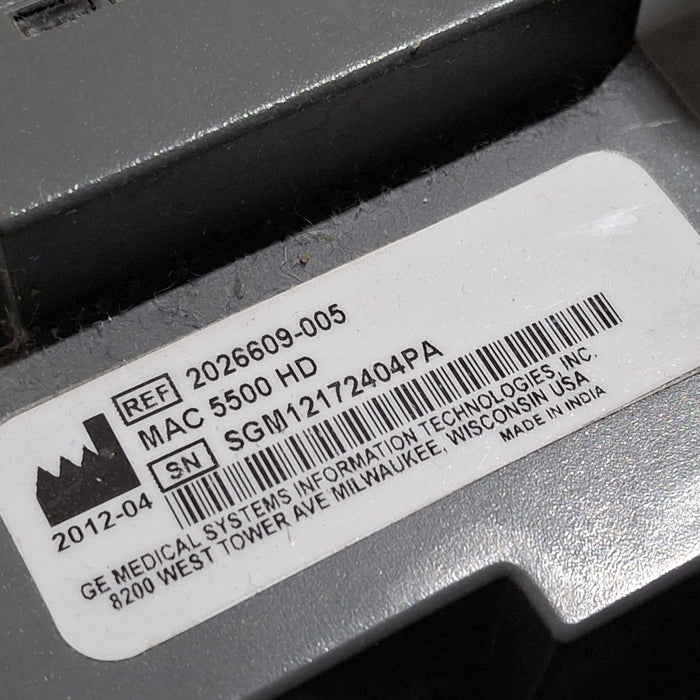 REF 2026609-005
MAC 5500 HD
SN SGM12172404PA
2012-04
GE MEDICAL SYSTEMS INFORMATION TECHNOLOGIES, INC.
8200 WEST TOWER AVE MILWAUKEE, WISCONSIN USA
MADE IN INDIA